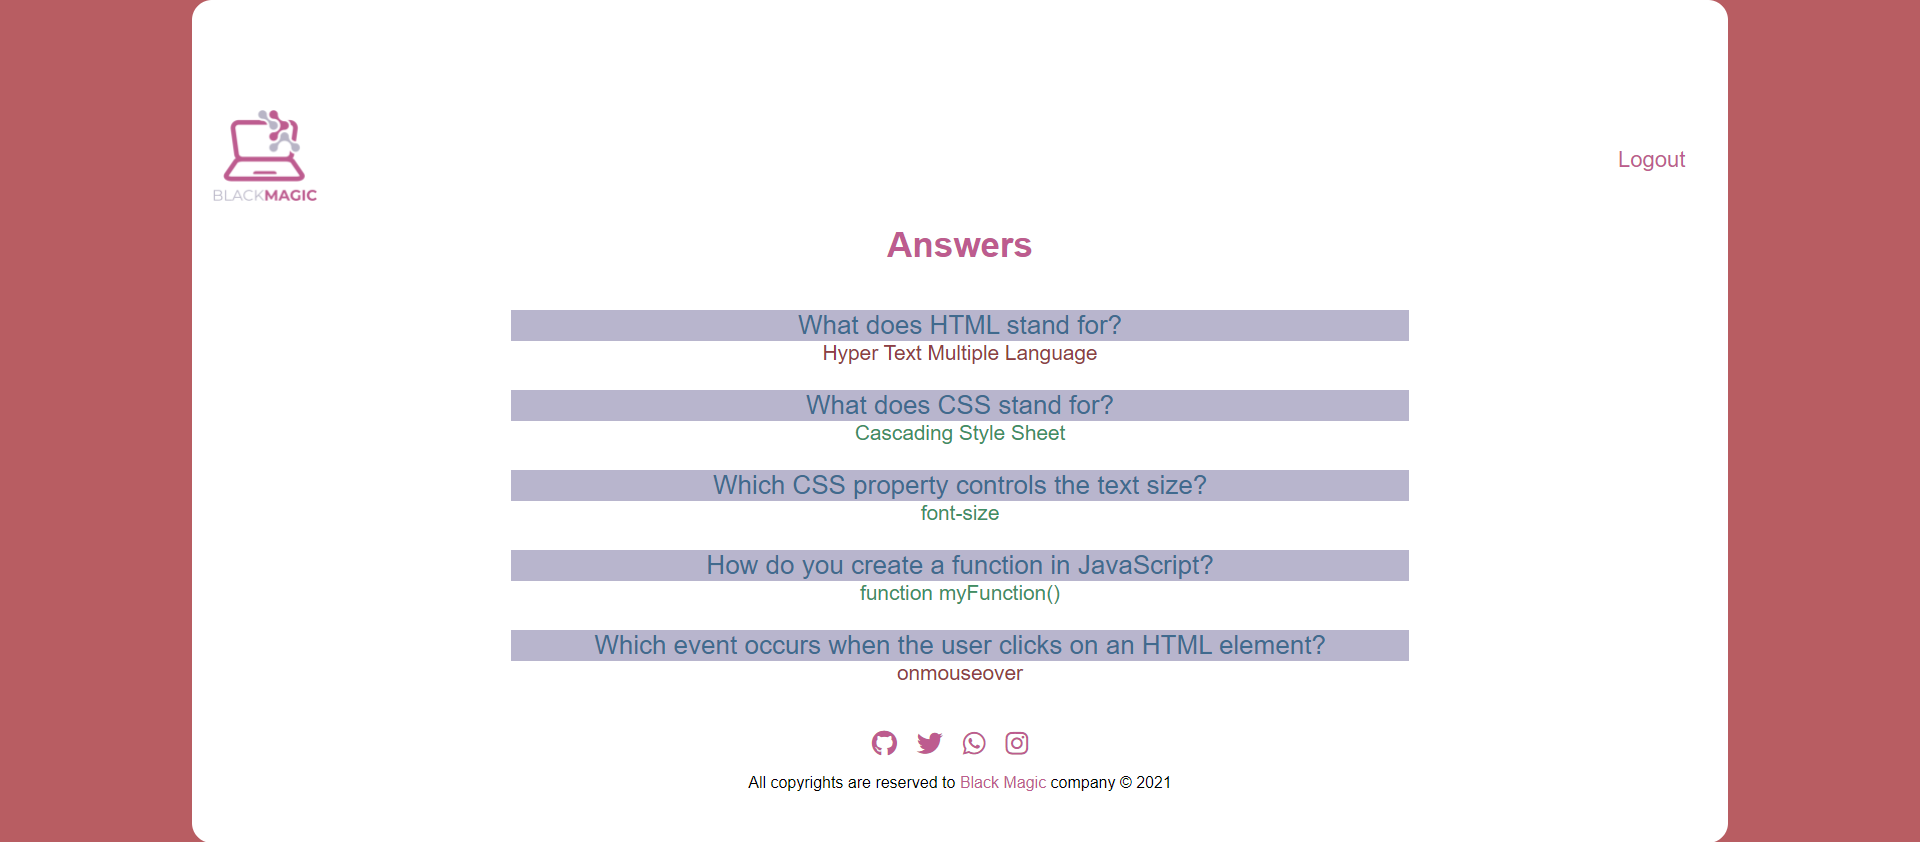 BLACKMAGIC
Logout
Answers
What does HTML stand for?
Hyper Text Multiple Language
What does CSS stand for?
Cascading Style Sheet
Which CSS property controls the text size?
font-size
How do you create a function in JavaScript?
function myFunction()
Which event occurs when the user clicks on an HTML element?
onmouseover
All copyrights are reserved to Black Magic company © 2021